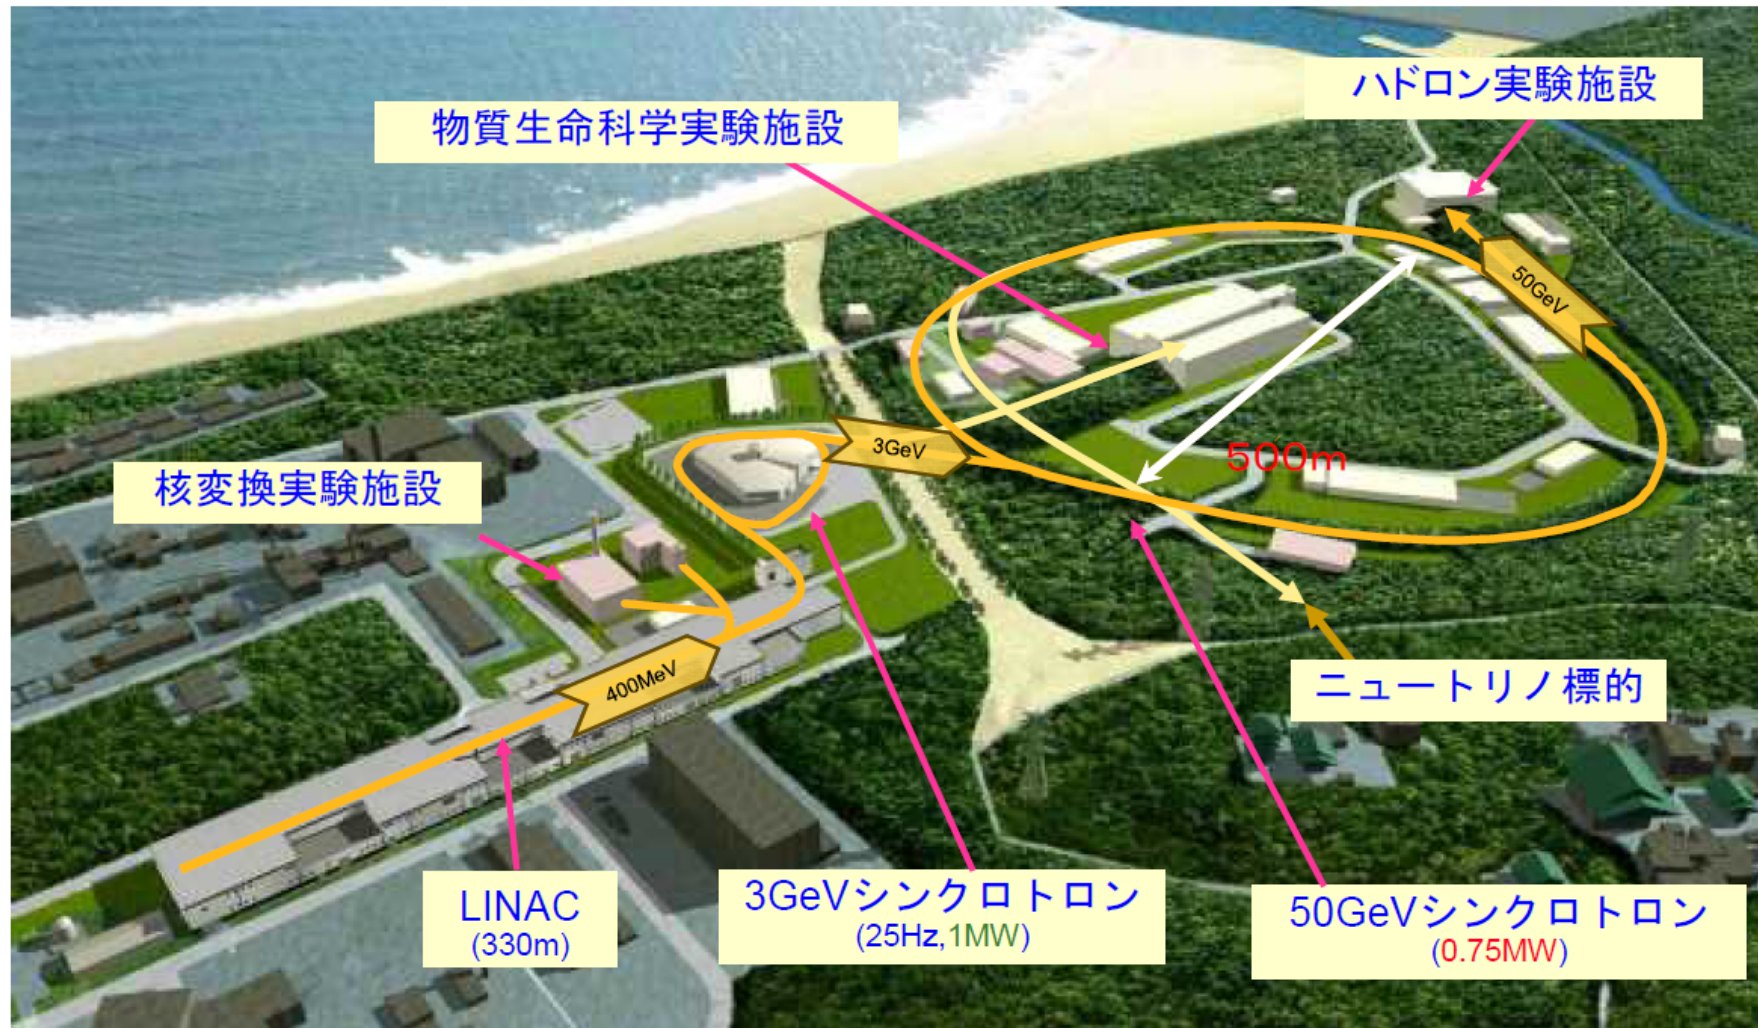 ハドロン実験施設
物質生命科学実験施設
50GeV
3GeV
500m
核変換実験施設
400MeV
ニュートリノ標的
LINAC
(330m)
3GeVシンクロトロン
(25Hz,1MW)
50GeVシンクロトロン
(0.75MW)